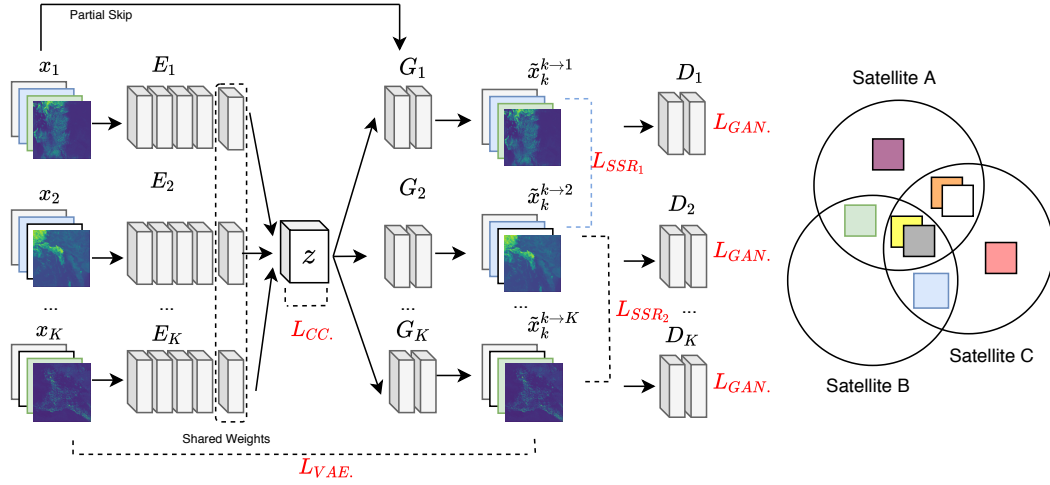 Partial Skip
x_1
E_1
G_1
x̃_k^{k→1}
D_1
L_{GAN.}
L_{SSR_1}
x_2
E_2
G_2
x̃_k^{k→2}
D_2
L_{GAN.}
z
...
...
...
...
...
L_{CC.}
L_{SSR_2}
x_K
E_K
G_K
x̃_k^{k→K}
D_K
L_{GAN.}
Shared Weights
L_{VAE.}
Satellite A
Satellite C
Satellite B